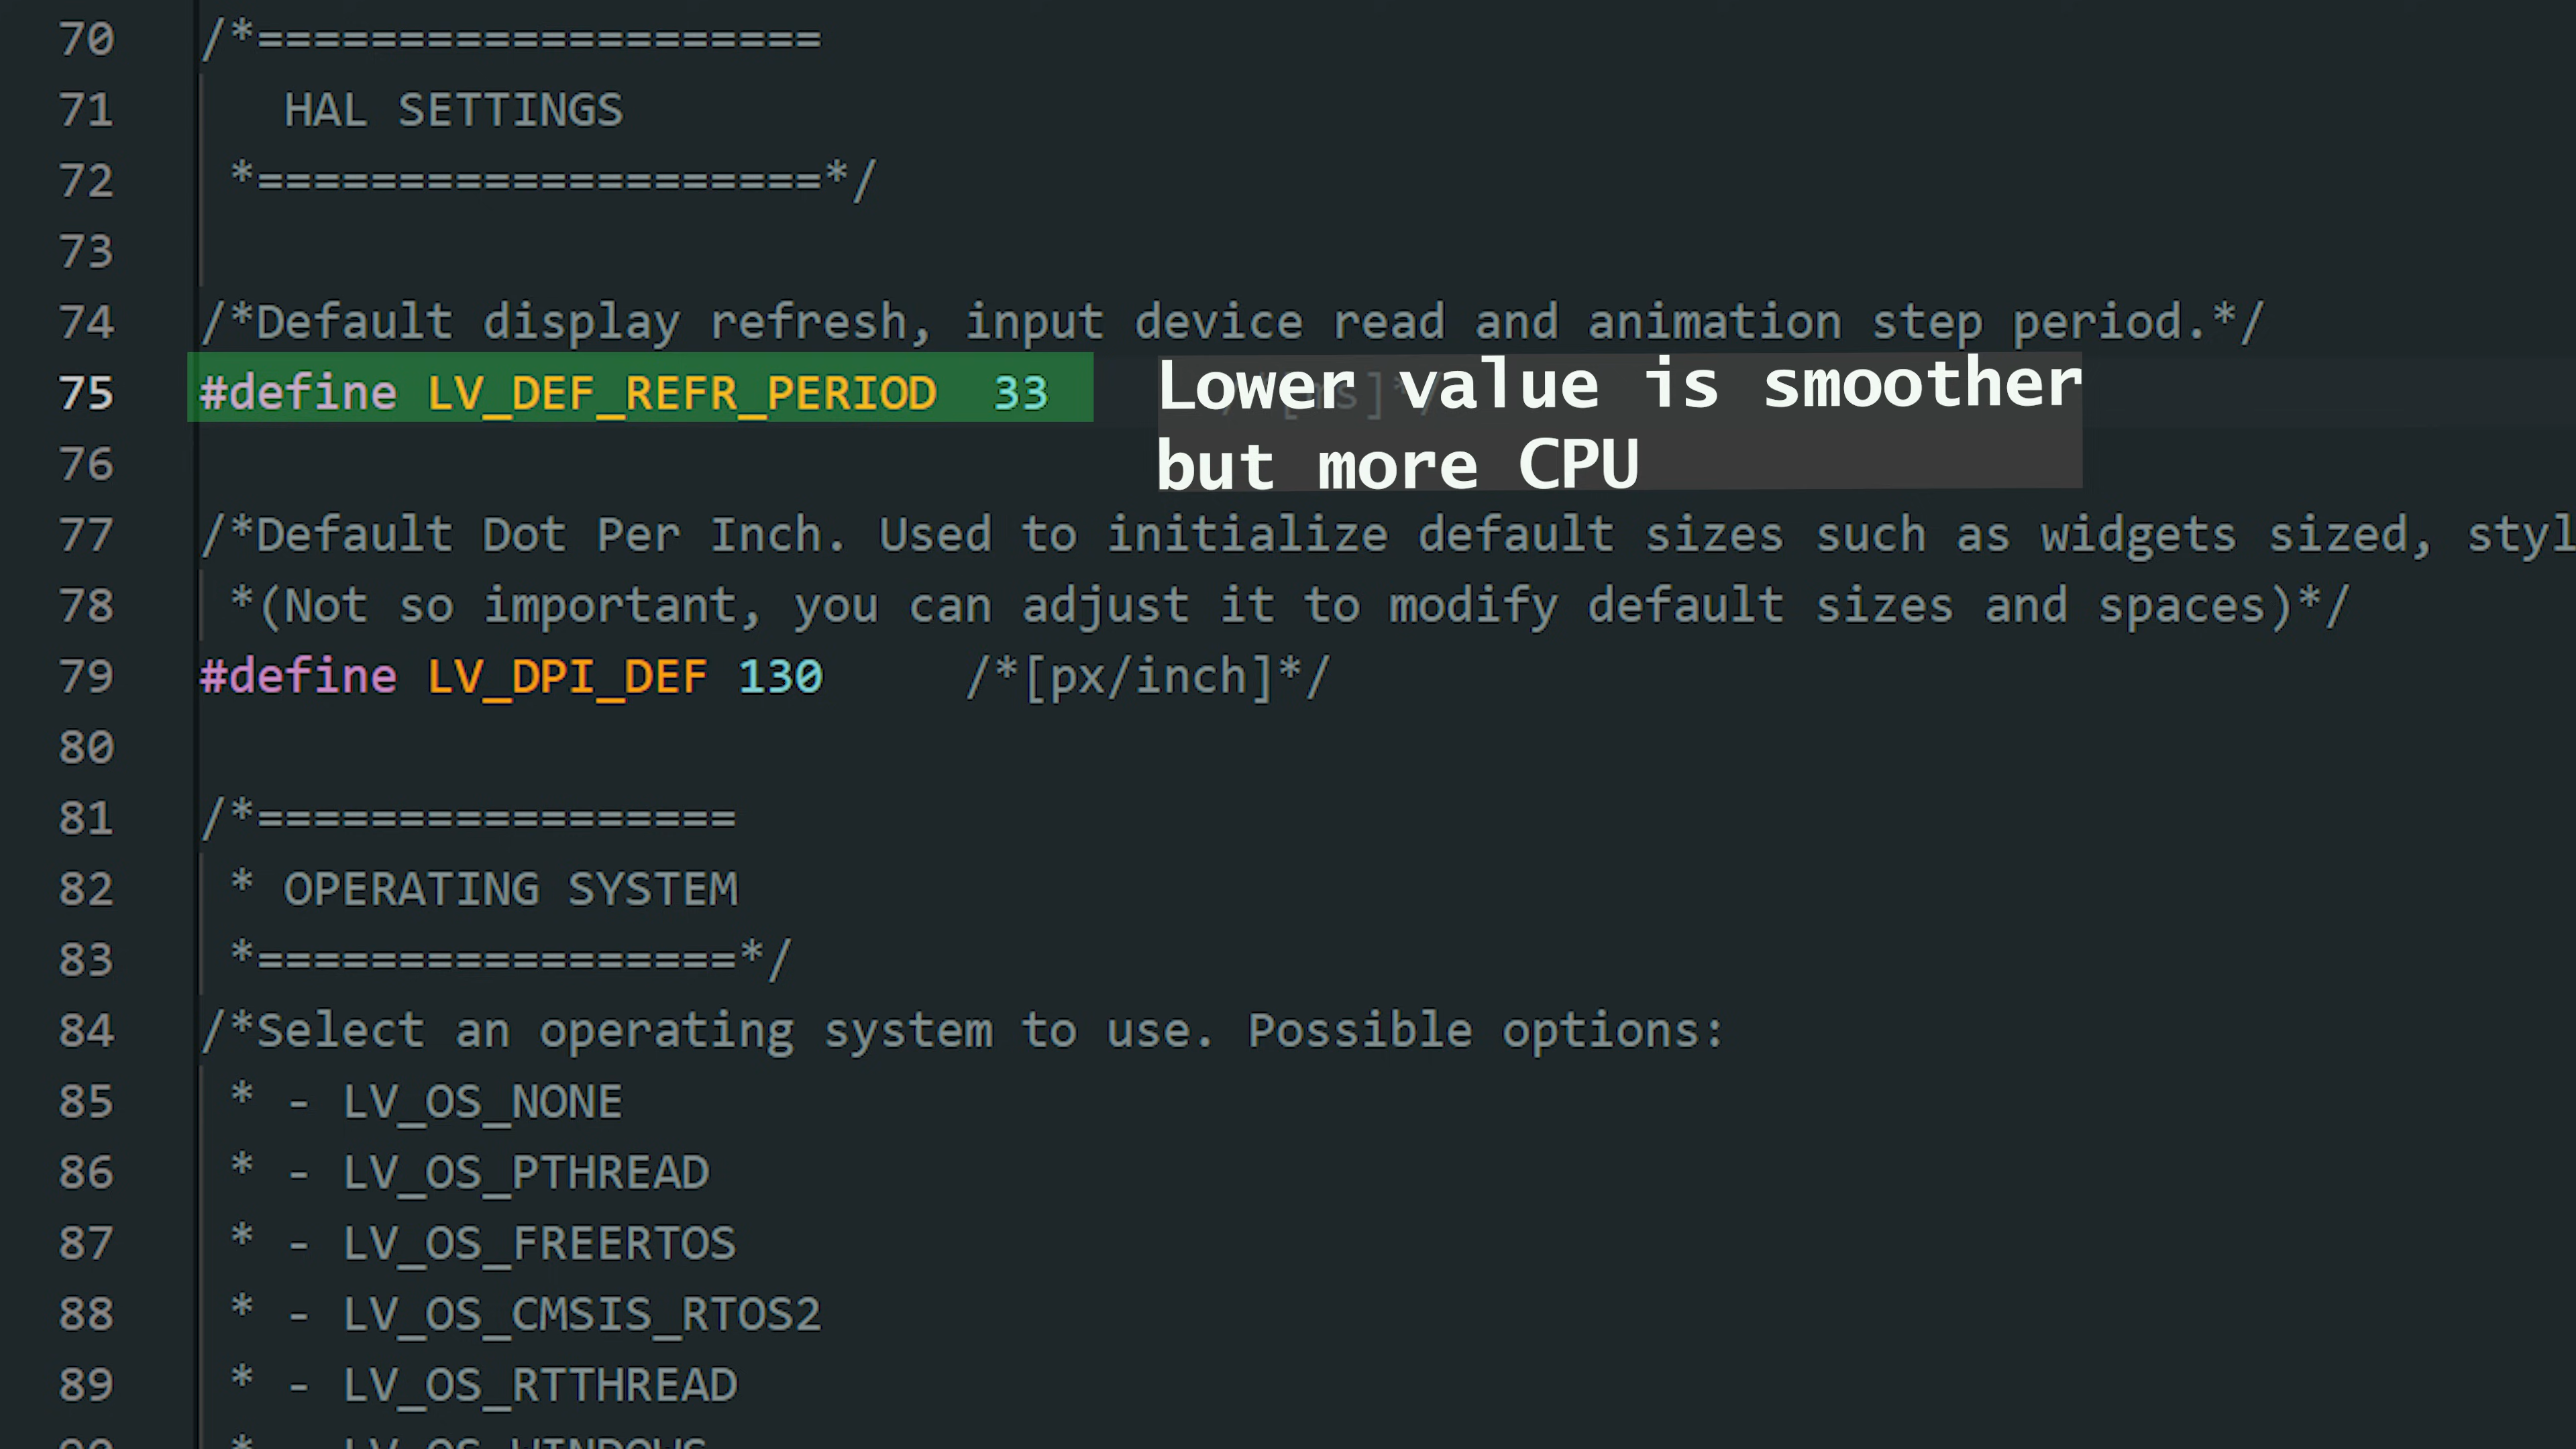 70 /*====================
71 HAL SETTINGS
72 *====================*/
73
74 /*Default display refresh, input device read and animation step period.*/
75 #define LV_DEF_REFR_PERIOD 33 Lower value is smoother
76 but more CPU
77 /*Default Dot Per Inch. Used to initialize default sizes such as widgets sized, styl
78 *(Not so important, you can adjust it to modify default sizes and spaces)*/
79 #define LV_DPI_DEF 130 /*[px/inch]*/
80
81 /*=================
82 * OPERATING SYSTEM
83 *=================*/
84 /*Select an operating system to use. Possible options:
85 * - LV_OS_NONE
86 * - LV_OS_PTHREAD
87 * - LV_OS_FREERTOS
88 * - LV_OS_CMSIS_RTOS2
89 * - LV_OS_RTTHREAD
90 * - LV_OS_WINDOWS